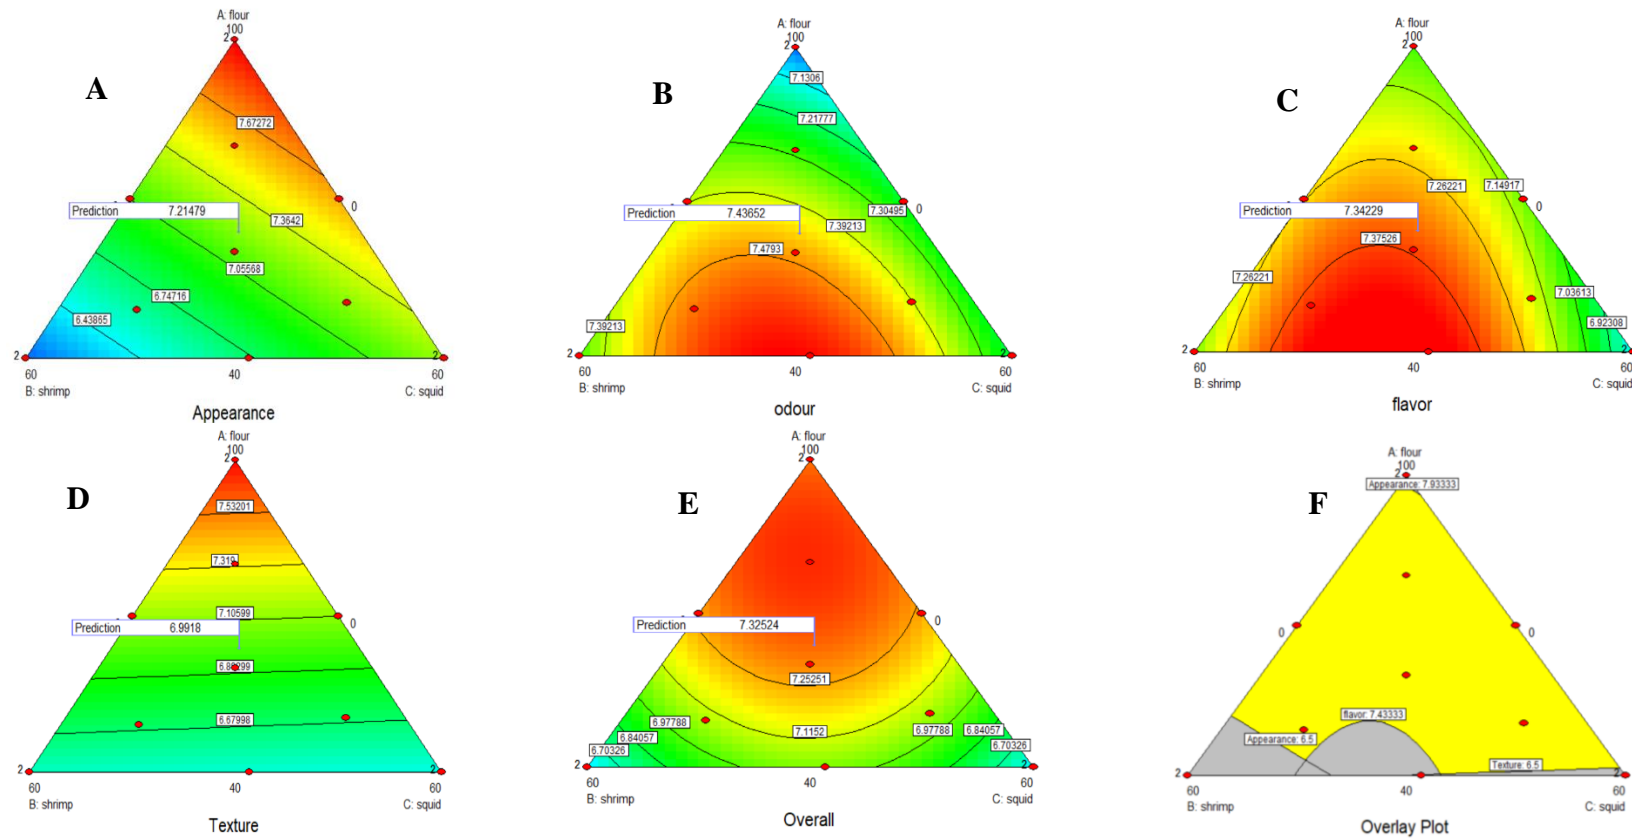 A
A: flour
100
2
7.67272
Prediction 7.21479
0
7.3642
7.05568
6.74716
6.43865
2
2
60
40
60
B: shrimp
C: squid
Appearance
B
A: flour
100
2
7.1306
7.21777
Prediction 7.43652
7.30495
0
7.39213
7.4793
7.39213
2
2
60
40
60
B: shrimp
C: squid
odour
C
A: flour
100
2
7.14917
7.26221
Prediction 7.34229
0
7.37526
7.26221
7.03613
6.92308
2
2
60
40
60
B: shrimp
C: squid
flavor
D
A: flour
100
2
7.53201
7.319
7.10599
Prediction 6.9918
0
6.67998
2
2
60
40
60
B: shrimp
C: squid
Texture
E
A: flour
100
2
Prediction 7.32524
0
7.25251
7.1152
6.97788
6.97788
6.84057
6.84057
6.70326
6.70326
2
2
60
40
60
B: shrimp
C: squid
Overall
F
A: flour
100
2
Appearance: 7.93333
0
0
flavor: 7.43333
Appearance: 6.5
Texture: 6.5
2
2
60
40
60
B: shrimp
C: squid
Overlay Plot